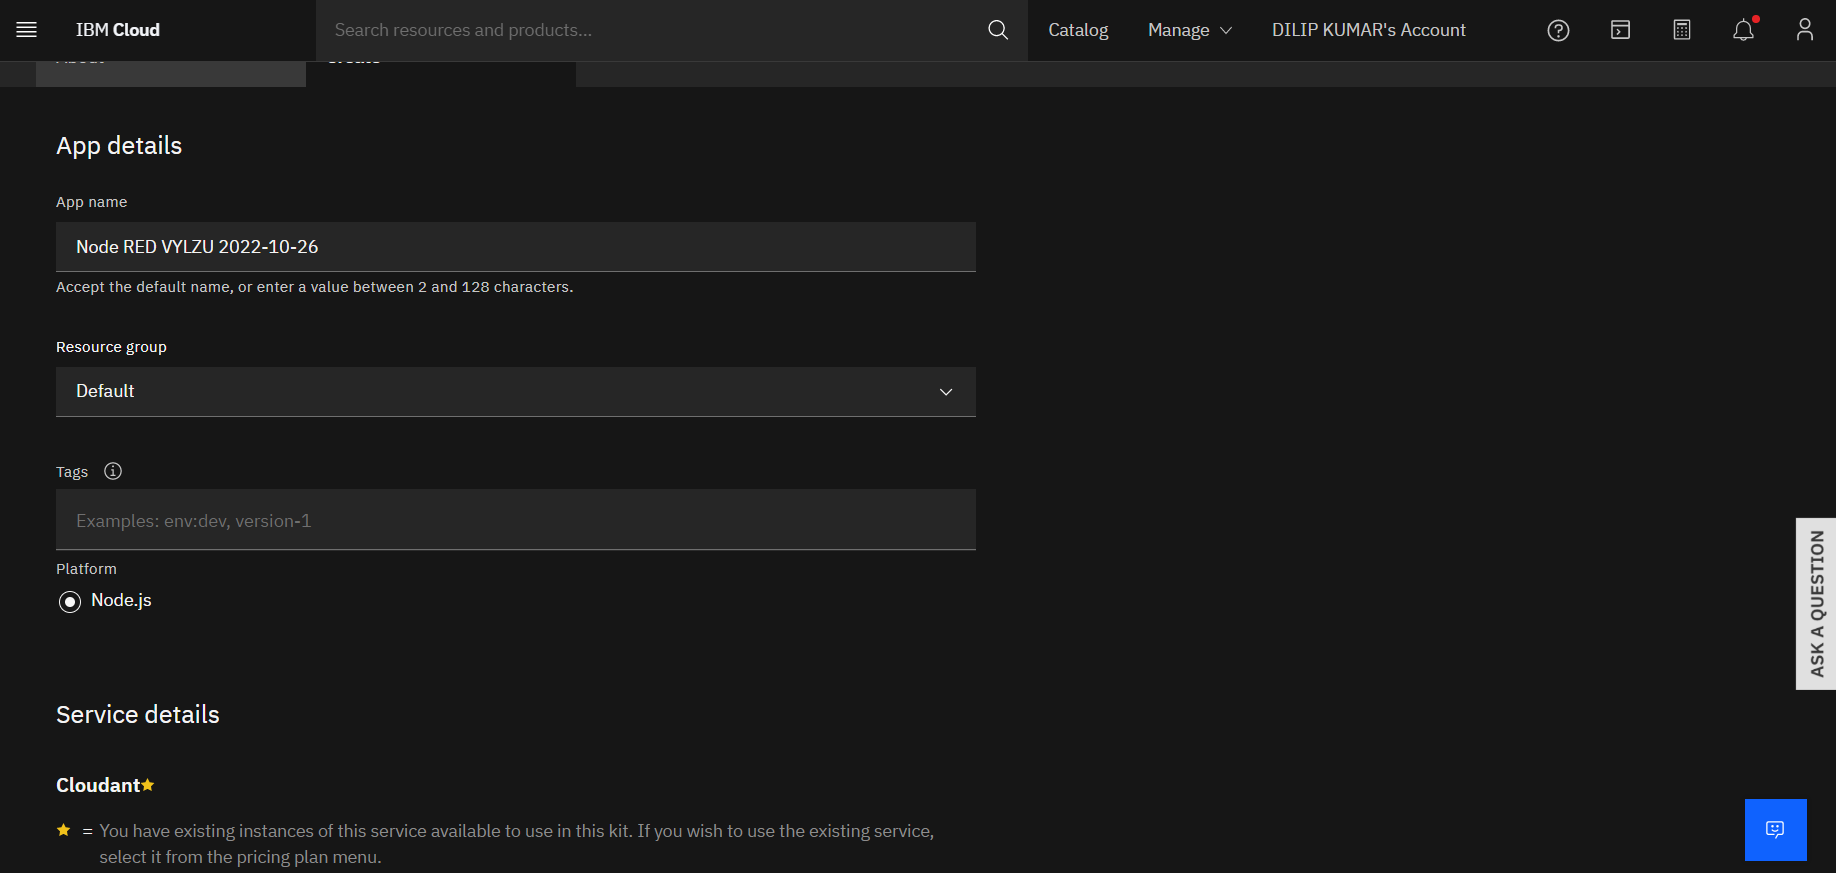 IBM Cloud
Search resources and products...
Catalog
Manage
DILIP KUMAR's Account
App details
App name
Node RED VYLZU 2022-10-26
Accept the default name, or enter a value between 2 and 128 characters.
Resource group
Default
Tags
Examples: env:dev, version-1
Platform
Node.js
ASK A QUESTION
Service details
Cloudant
= You have existing instances of this service available to use in this kit. If you wish to use the existing service,
select it from the pricing plan menu.